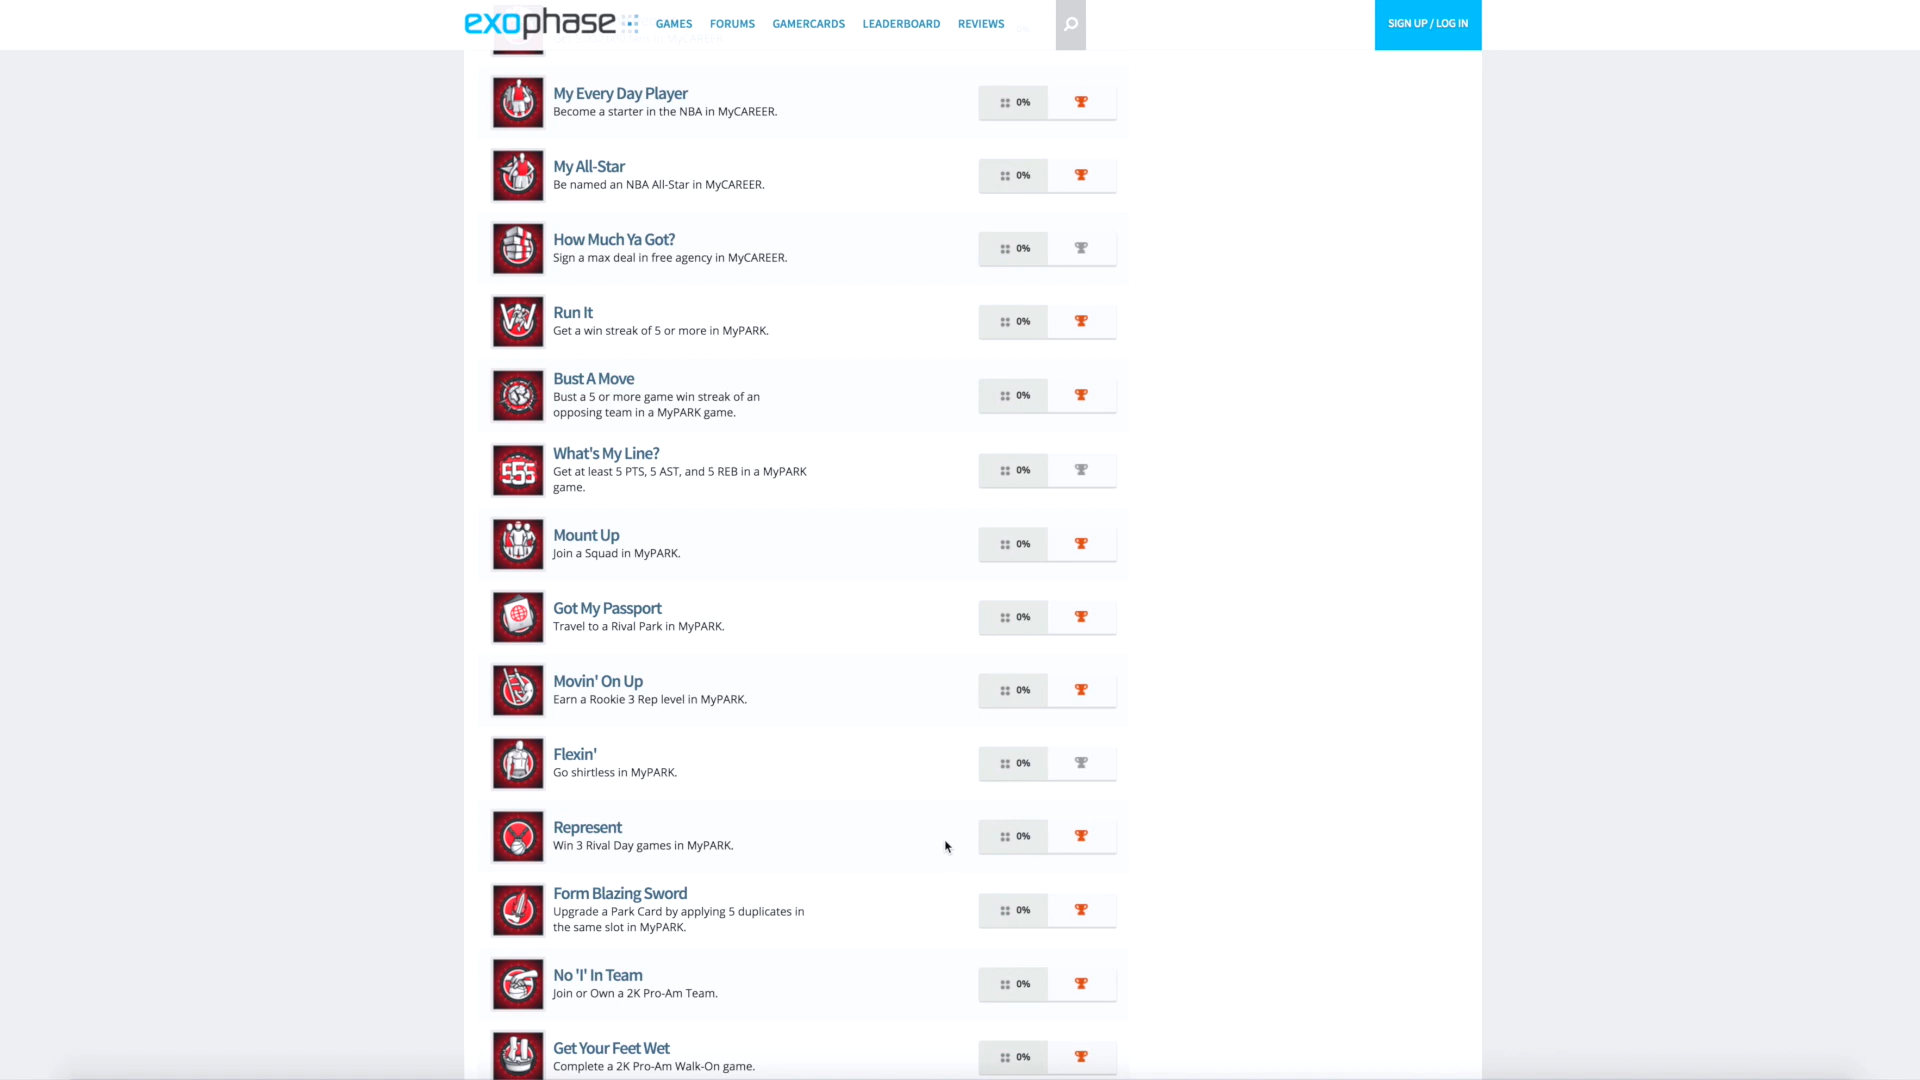 exophase
GAMES
FORUMS
GAMERCARDS
LEADERBOARD
REVIEWS
SIGN UP / LOG IN
My Every Day Player
Become a starter in the NBA in MyCAREER.
0%
My All-Star
Be named an NBA All-Star in MyCAREER.
0%
How Much Ya Got?
Sign a max deal in free agency in MyCAREER.
0%
Run It
Get a win streak of 5 or more in MyPARK.
0%
Bust A Move
Bust a 5 or more game win streak of an
opposing team in a MyPARK game.
0%
555
What's My Line?
Get at least 5 PTS, 5 AST, and 5 REB in a MyPARK
game.
0%
Mount Up
Join a Squad in MyPARK.
0%
Got My Passport
Travel to a Rival Park in MyPARK.
0%
Movin' On Up
Earn a Rookie 3 Rep level in MyPARK.
0%
Flexin'
Go shirtless in MyPARK.
0%
Represent
Win 3 Rival Day games in MyPARK.
0%
Form Blazing Sword
Upgrade a Park Card by applying 5 duplicates in
the same slot in MyPARK.
0%
No 'I' In Team
Join or Own a 2K Pro-Am Team.
0%
Get Your Feet Wet
Complete a 2K Pro-Am Walk-On game.
0%